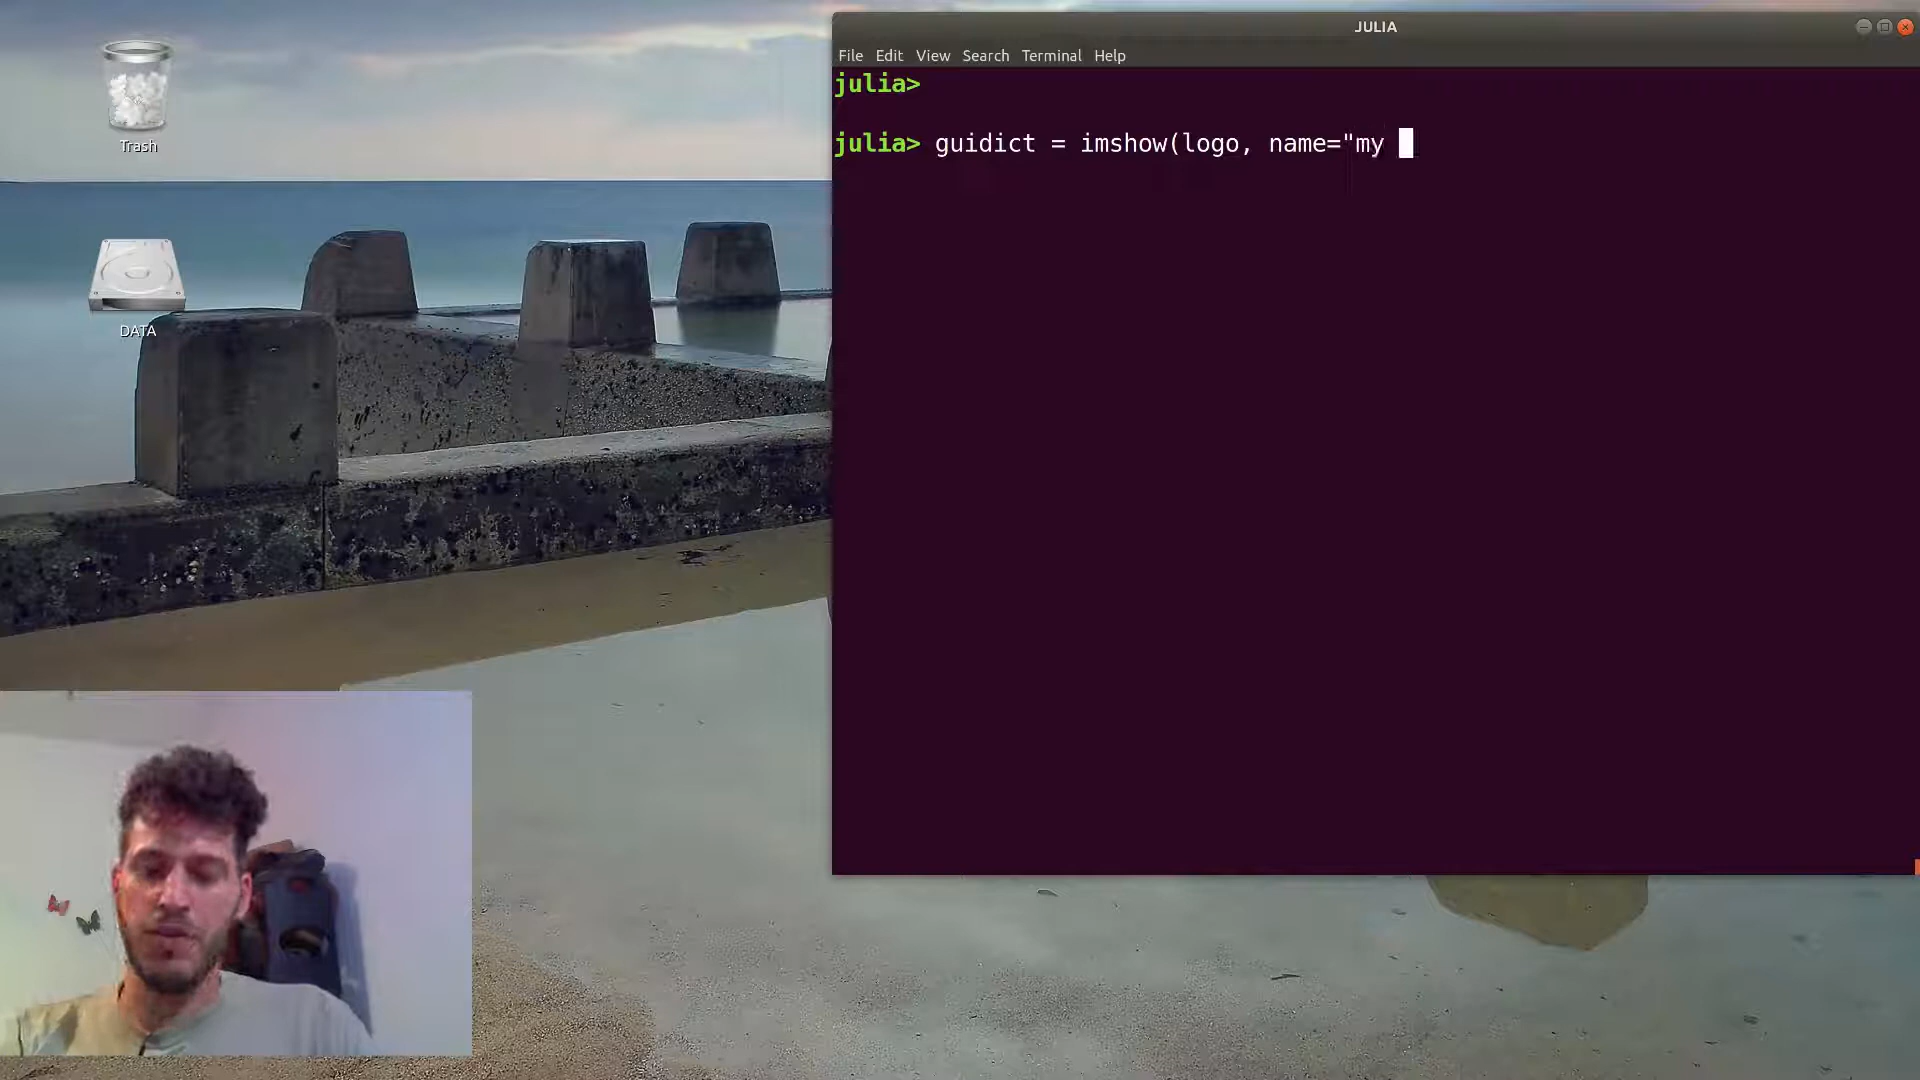 JULIA
File Edit View Search Terminal Help
julia>
julia> guidict = imshow(logo, name="my
Trash
DATA